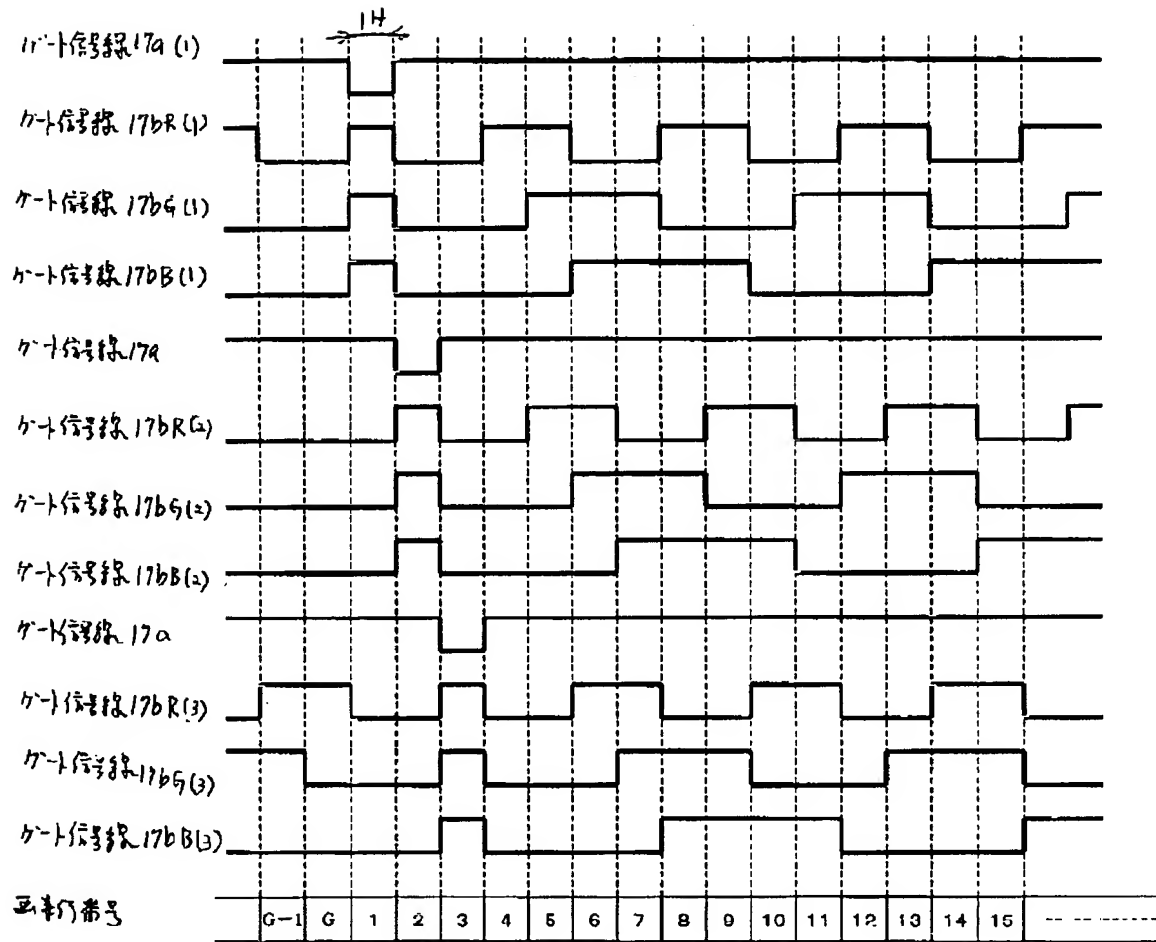 1H
ゲート信号線17a(1)
ゲート信号線17bR(1)
ゲート信号線17bG(1)
ゲート信号線17bB(1)
ゲート信号線17a
ゲート信号線17bR(2)
ゲート信号線17bG(2)
ゲート信号線17bB(2)
ゲート信号線17a
ゲート信号線17bR(3)
ゲート信号線17bG(3)
ゲート信号線17bB(3)
画素行番号 G-1 G 1 2 3 4 5 6 7 8 9 10 11 12 13 14 15